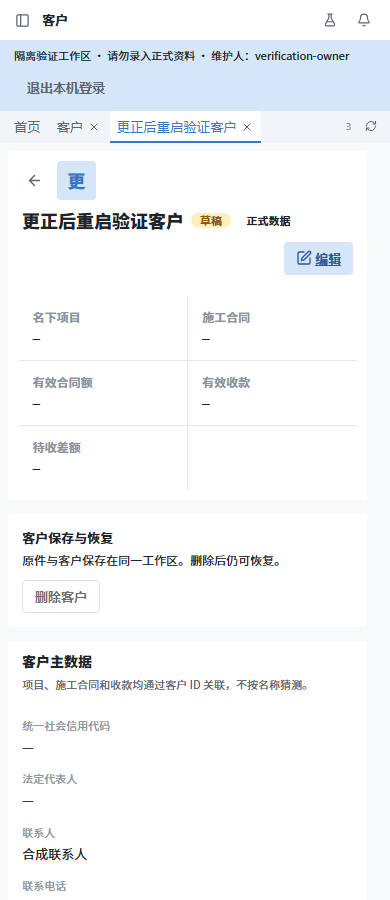 客户
隔离验证工作区 · 请勿录入正式资料 · 维护人：verification-owner
退出本机登录
首页 客户 更正后重启验证客户 3
更
更正后重启验证客户 草稿 正式数据
编辑
名下项目 施工合同
— —
有效合同额 有效收款
— —
待收差额
—
客户保存与恢复
原件与客户保存在同一工作区。删除后仍可恢复。
删除客户
客户主数据
项目、施工合同和收款均通过客户 ID 关联，不按名称猜测。
统一社会信用代码
—
法定代表人
—
联系人
合成联系人
联系电话